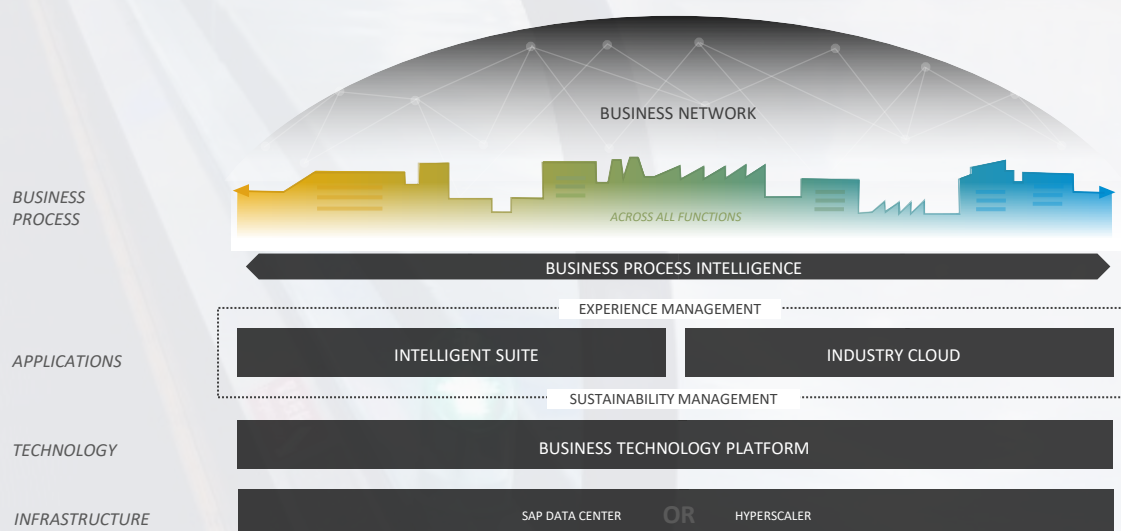 BUSINESS NETWORK
BUSINESS
PROCESS
ACROSS ALL FUNCTIONS
BUSINESS PROCESS INTELLIGENCE
EXPERIENCE MANAGEMENT
APPLICATIONS
INTELLIGENT SUITE
INDUSTRY CLOUD
SUSTAINABILITY MANAGEMENT
TECHNOLOGY
BUSINESS TECHNOLOGY PLATFORM
INFRASTRUCTURE
SAP DATA CENTER OR HYPERSCALER